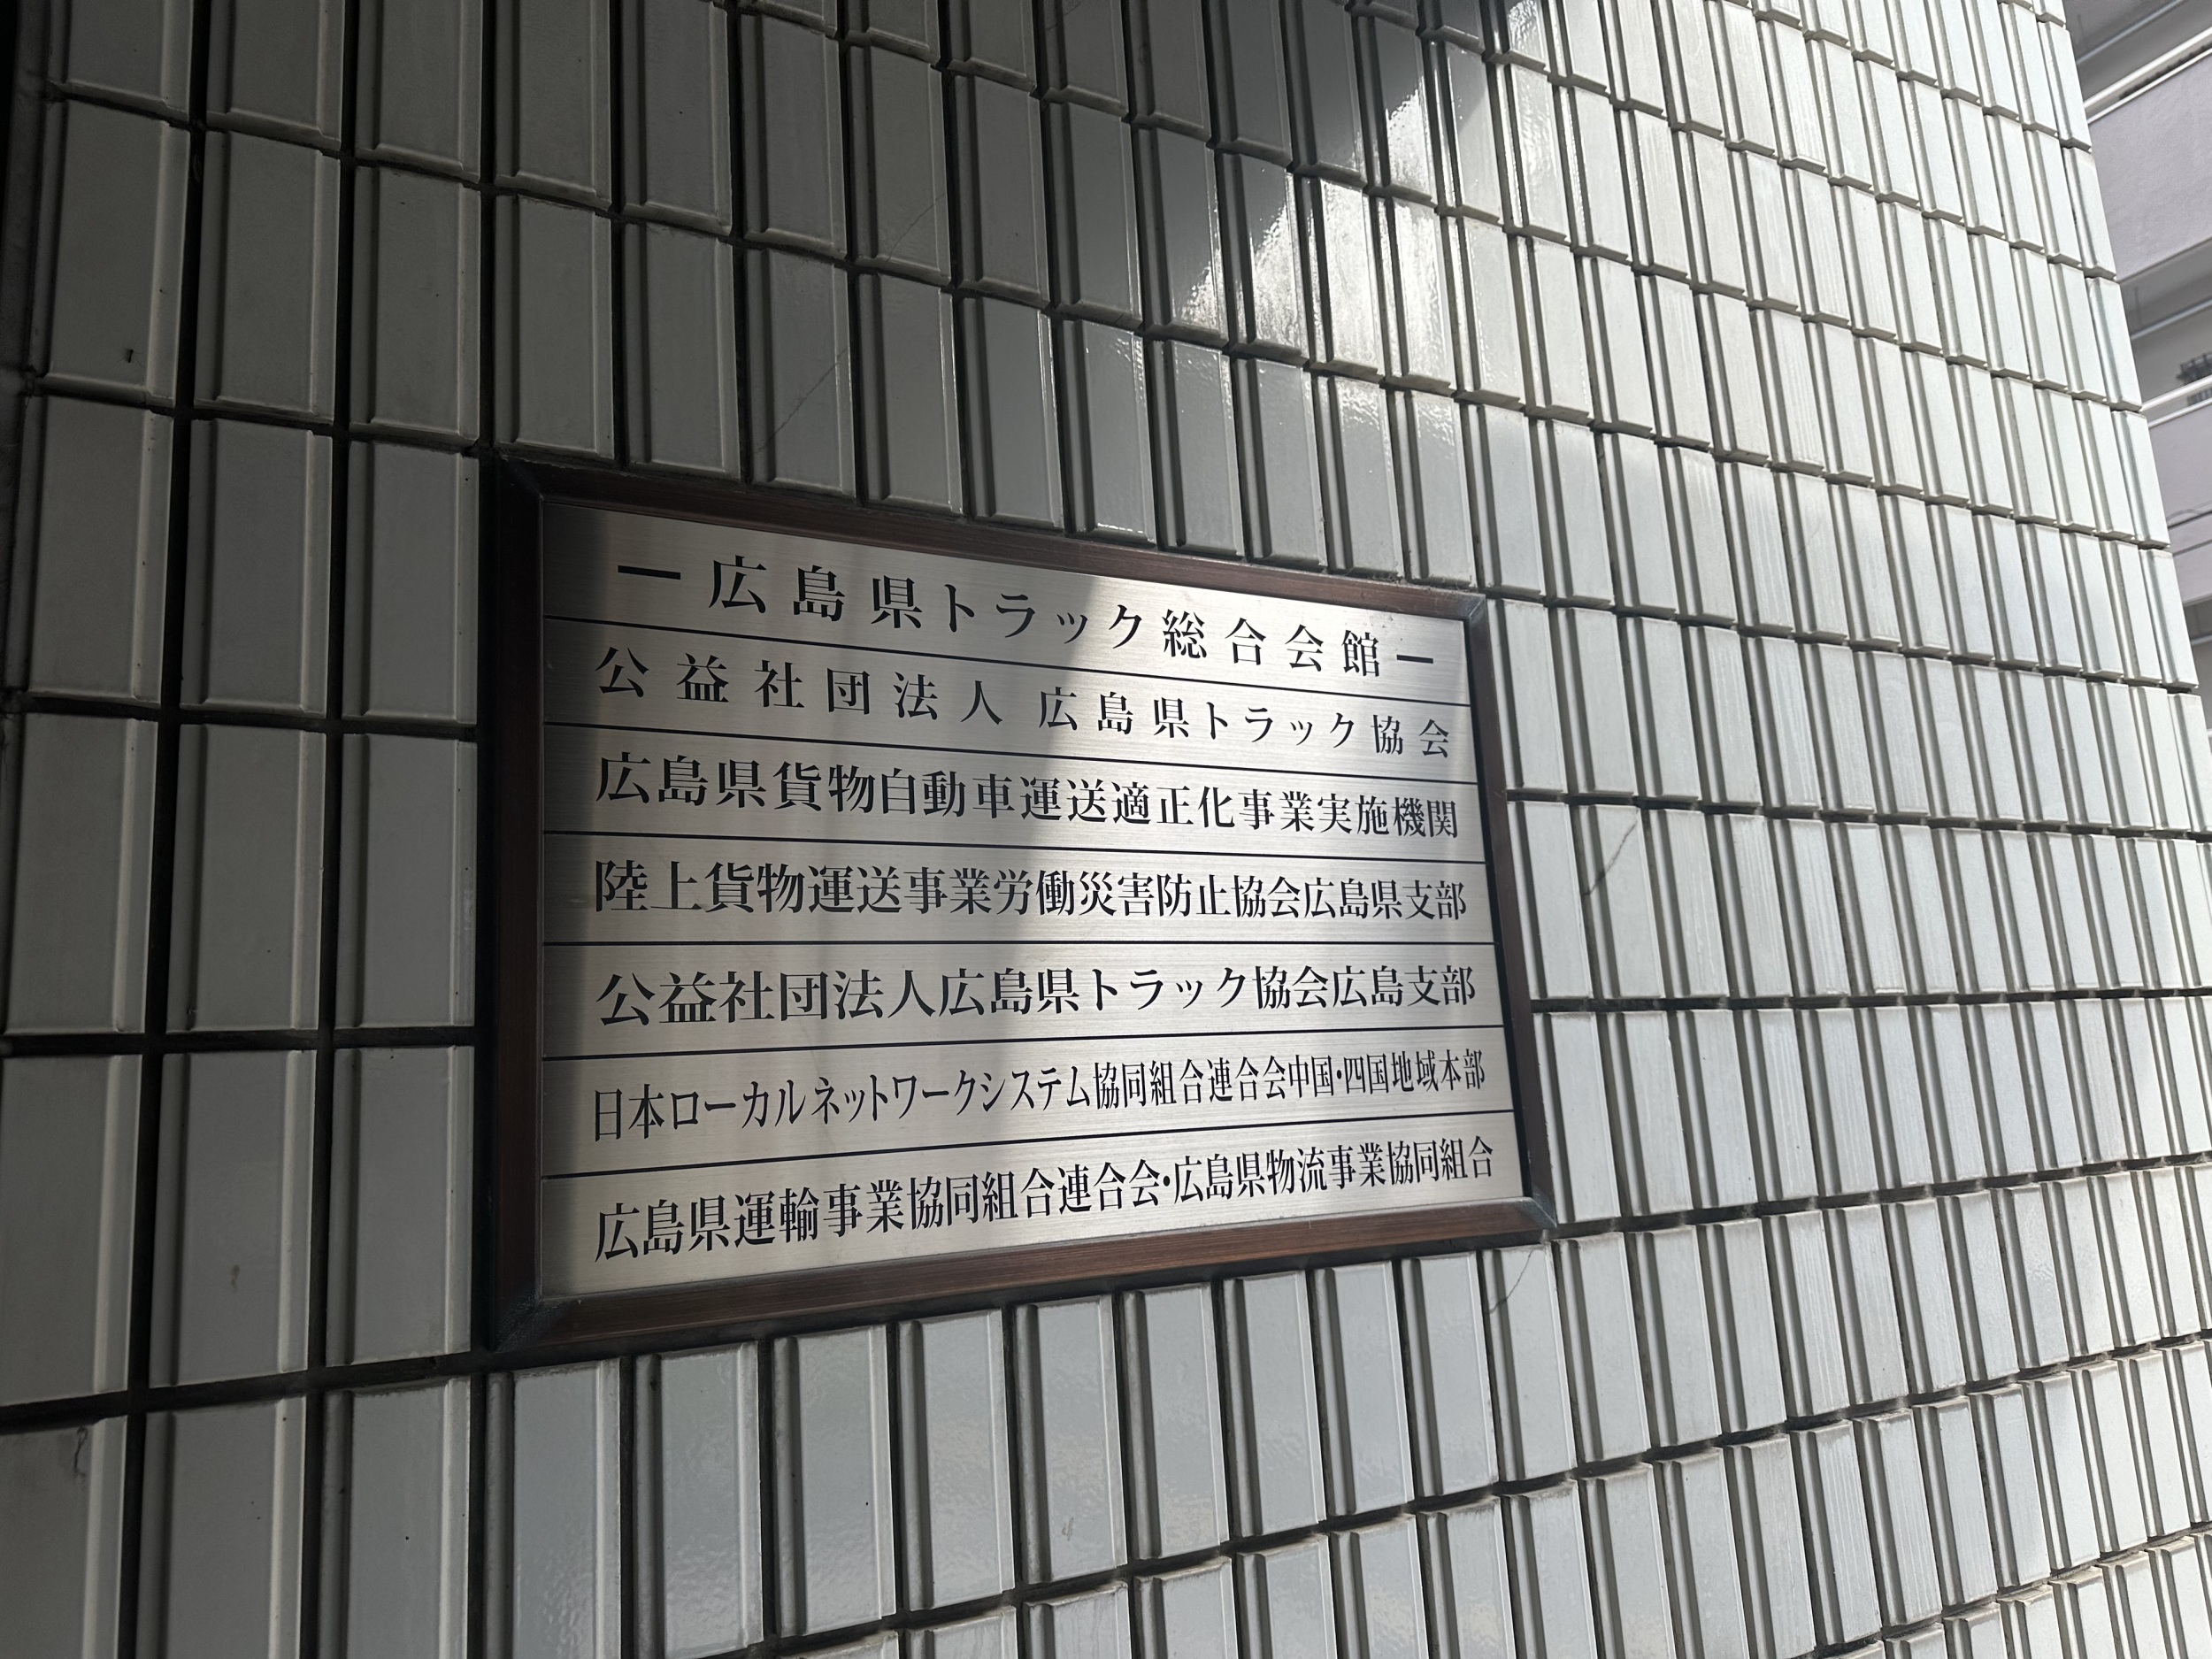 ー広島県トラック総合会館ー
公益社団法人 広島県トラック協会
広島県貨物自動車運送適正化事業実施機関
陸上貨物運送事業労働災害防止協会広島県支部
公益社団法人広島県トラック協会広島支部
日本ローカルネットワークシステム協同組合連合会中国・四国地域本部
広島県運輸事業協同組合連合会・広島県物流事業協同組合